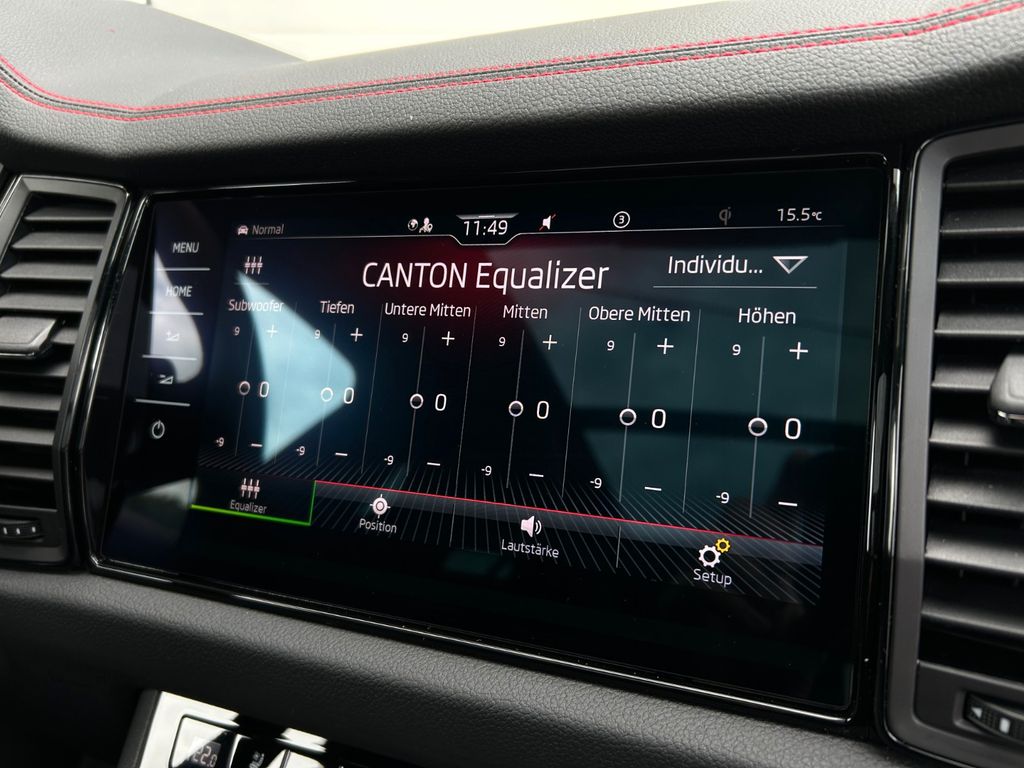 Normal
11:49
3
qi
15.5°C
MENU
HOME
CANTON Equalizer
Individu... 
Subwoofer
Tiefen
Untere Mitten
Mitten
Obere Mitten
Höhen
9 + 9 + 9 + 9 + 9 + 9 +
0 0 0 0 0 0
-9 – -9 – -9 – -9 – -9 – -9 –
Equalizer
Position
Lautstärke
Setup